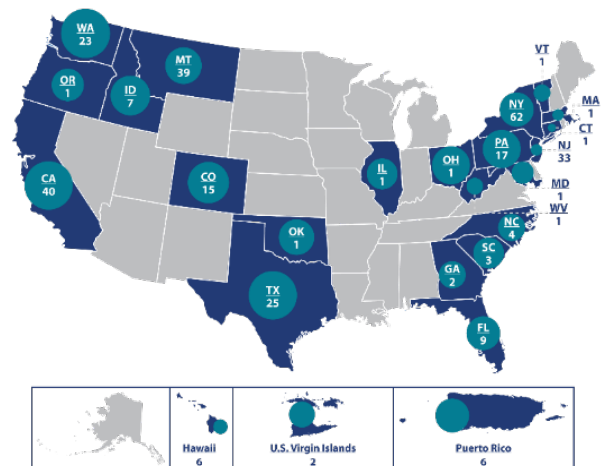 WA
23
OR
1
ID
7
MT
39
CA
40
CO
15
OK
1
TX
25
IL
1
OH
1
VT
1
NY
62
MA
1
CT
1
PA
17
NJ
33
MD
1
WV
1
NC
4
SC
3
GA
2
FL
9
Hawaii
6
U.S. Virgin Islands
2
Puerto Rico
6